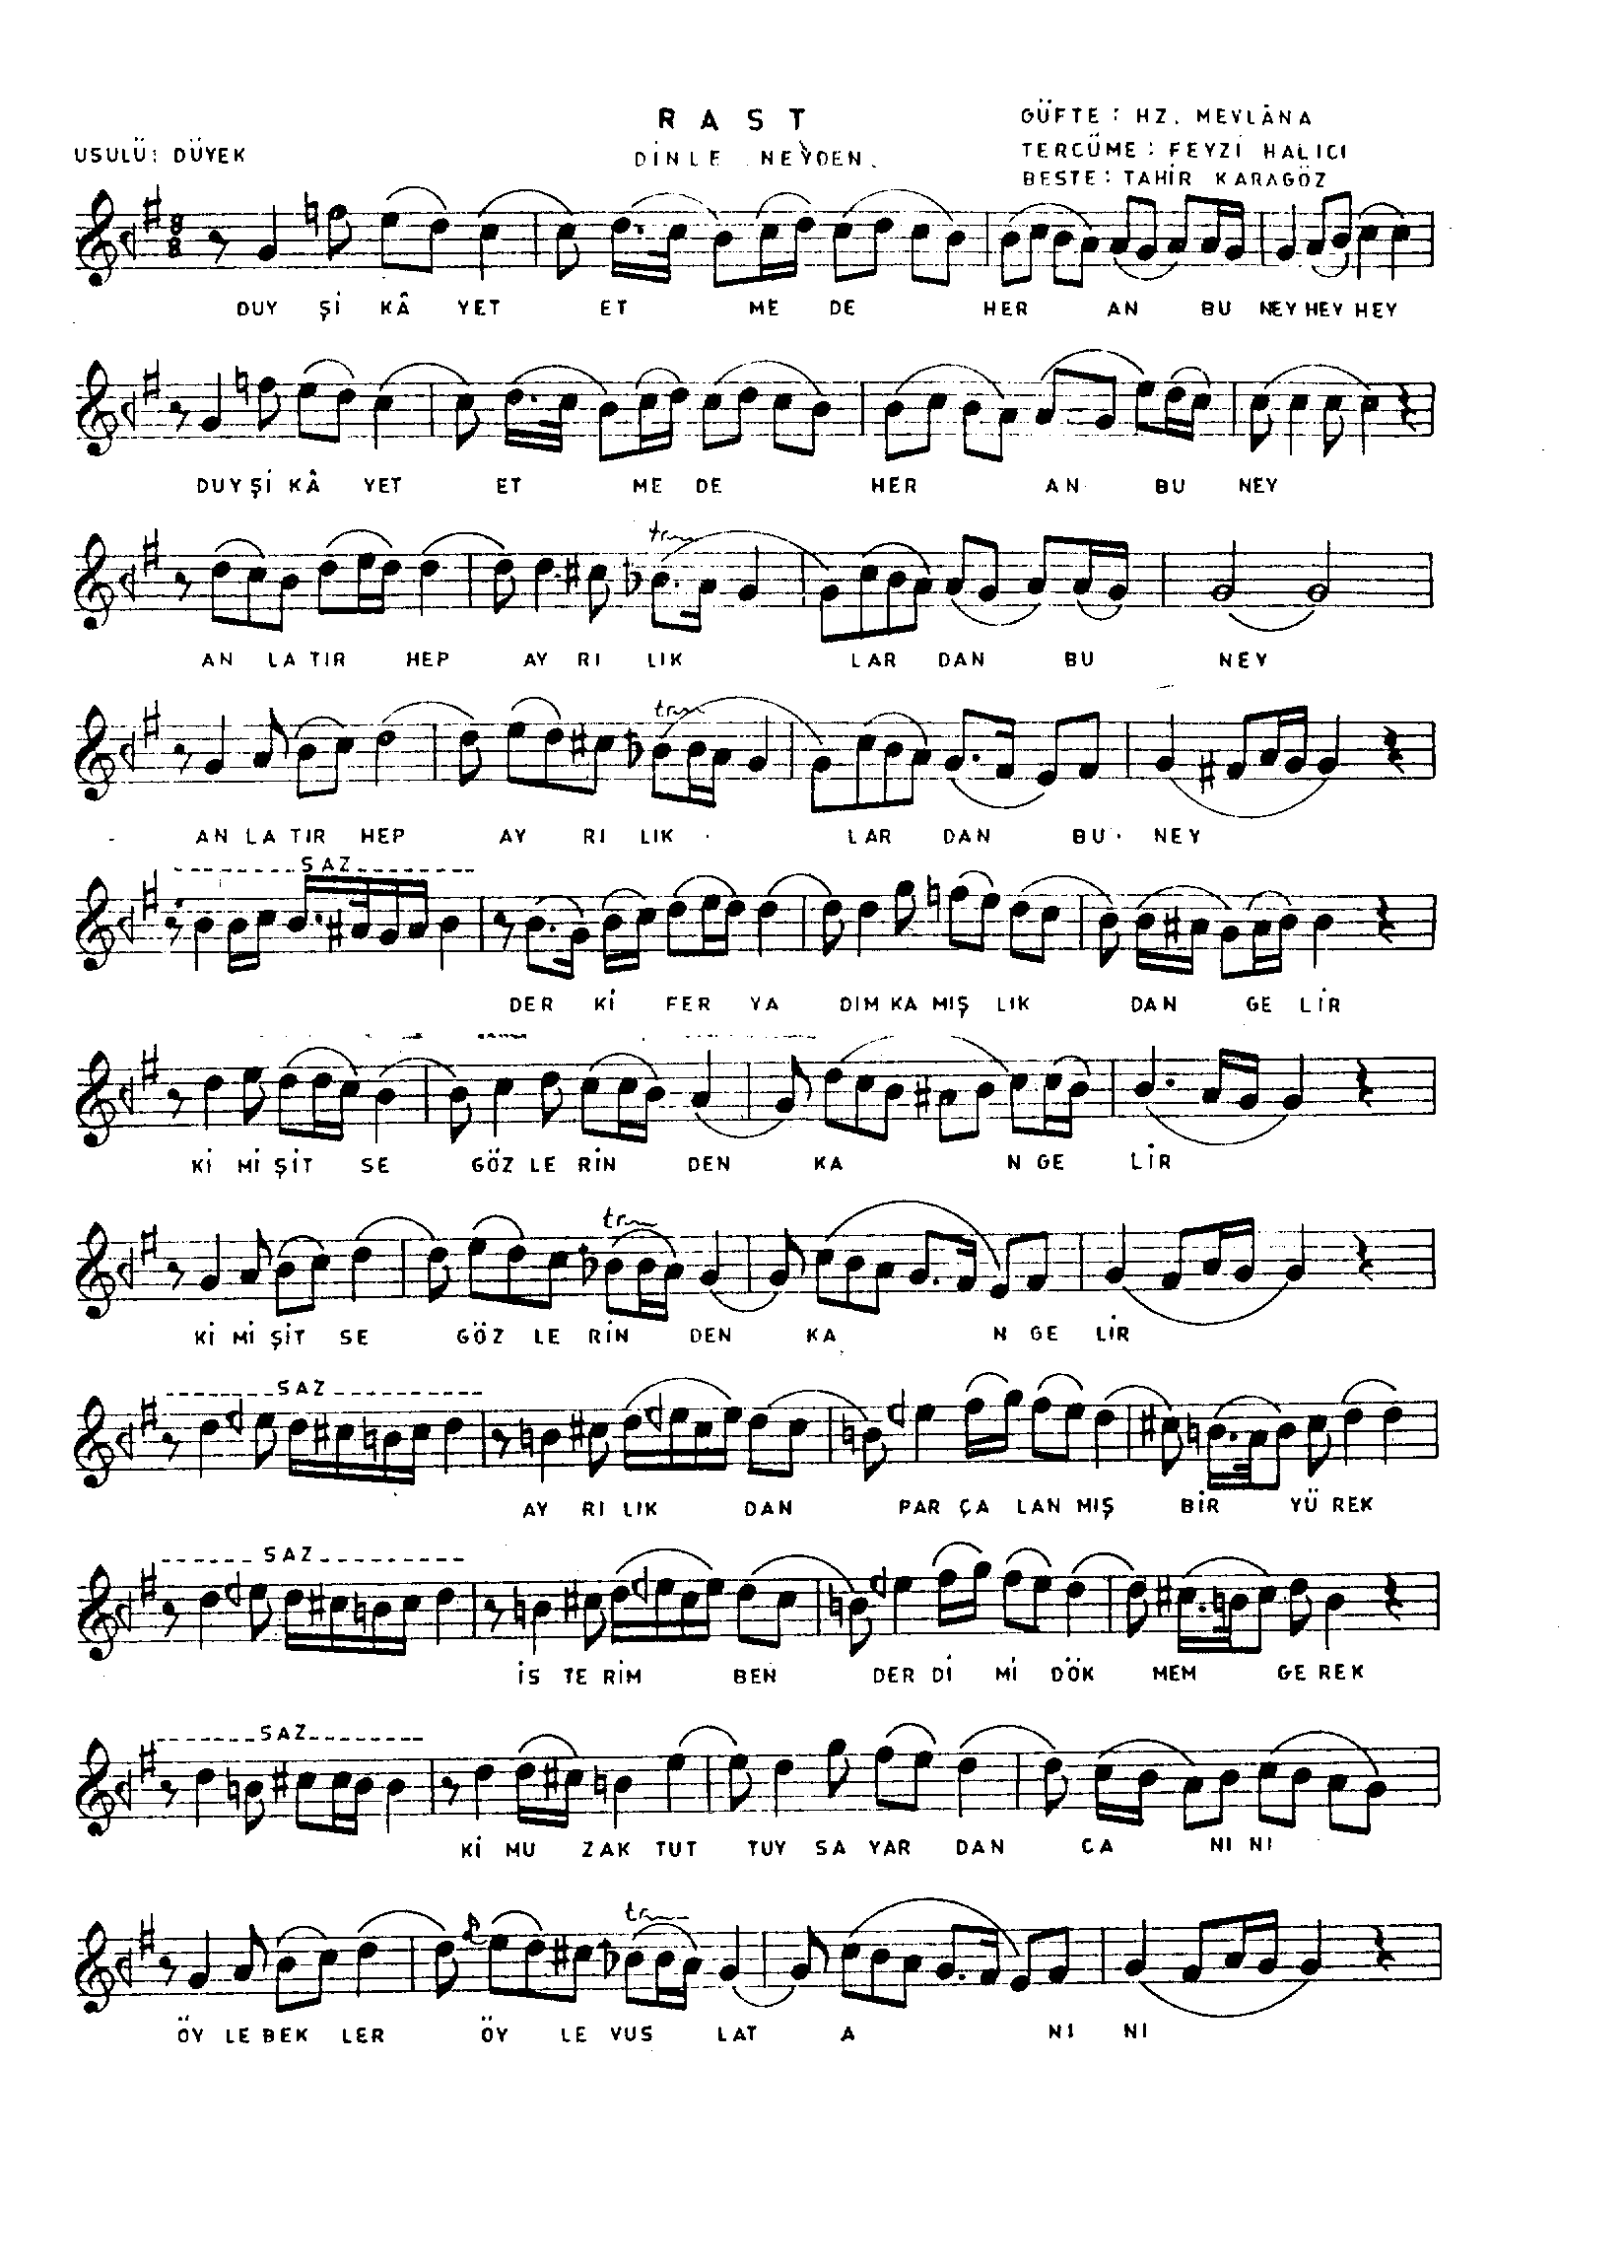 RAST
DİNLE NEYDEN
USULÜ: DÜYEK
GÜFTE: HZ. MEVLÂNA
TERCÜME: FEYZİ HALICI
BESTE: TAHİR KARAGÖZ
8
8
DUY Şİ KÂ YET ET ME DE HER AN BU NEY HEY HEY
DUY Şİ KÂ YET ET ME DE HER AN BU NEY
tr
AN LA TIR HEP AY RI LIK LAR DAN BU NEY
tr
AN LA TIR HEP AY RI LIK LAR DAN BU NEY
SAZ
DER Kİ FER YA DIM KA MIŞ LIK DAN GE LİR
Kİ Mİ ŞİT SE GÖZ LE RİN DEN KA N GE LİR
tr
Kİ Mİ ŞİT SE GÖZ LE RİN DEN KA N GE LİR
SAZ
AY RI LIK DAN PAR ÇA LAN MIŞ BİR YÜ REK
SAZ
İS TE RİM BEN DER Dİ Mİ DÖK MEM GE REK
SAZ
Kİ MU ZAK TUT TUY SA YAR DAN CA NI NI
tr
ÖY LE BEK LER ÖY LE VUS LAT A NI NI